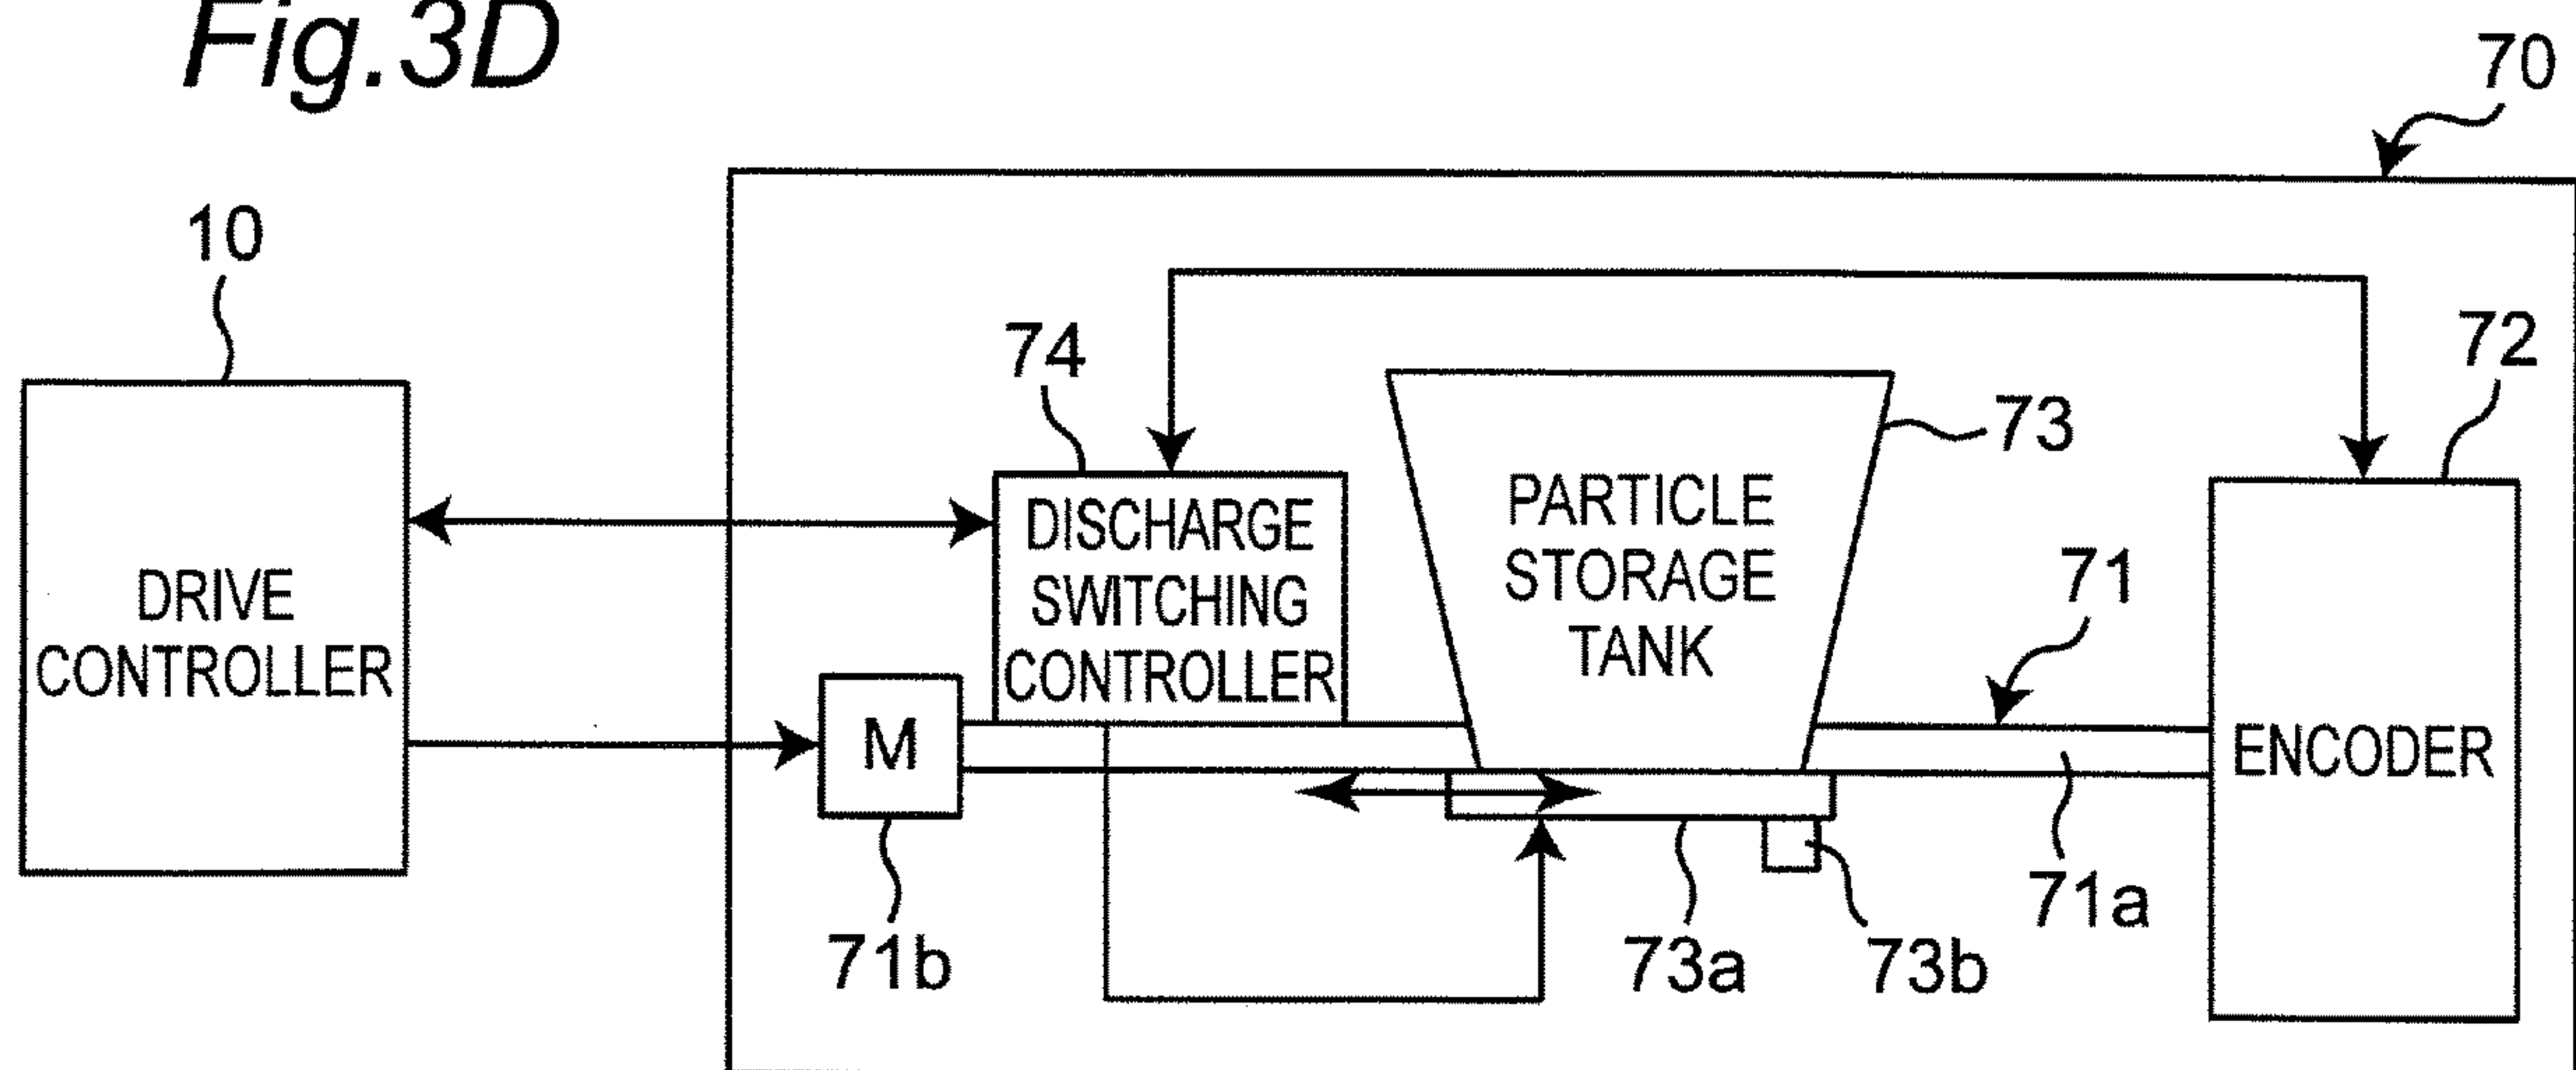 Fig.3D
70
10
74
72
73
DISCHARGE
SWITCHING
CONTROLLER
PARTICLE
STORAGE
TANK
71
DRIVE
CONTROLLER
M
ENCODER
71a
71b
73a
73b